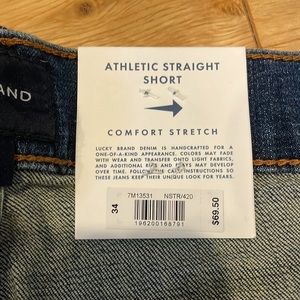 AND
ATHLETIC STRAIGHT
SHORT
COMFORT STRETCH
LUCKY BRAND DENIM IS HANDCRAFTED FOR A
ONE-OF-A-KIND APPEARANCE. COLORS MAY FADE
WITH WEAR AND TRANSFER ONTO LIGHT FABRICS,
AND ADDITIONAL RIPS AND FRAYS MAY DEVELOP
OVER TIME. FOLLOW THE CARE INSTRUCTIONS SO
THESE JEANS KEEP THEIR UNIQUE LOOK FOR YEARS.
7M13531 NSTR/420
34
196200168791
$69.50